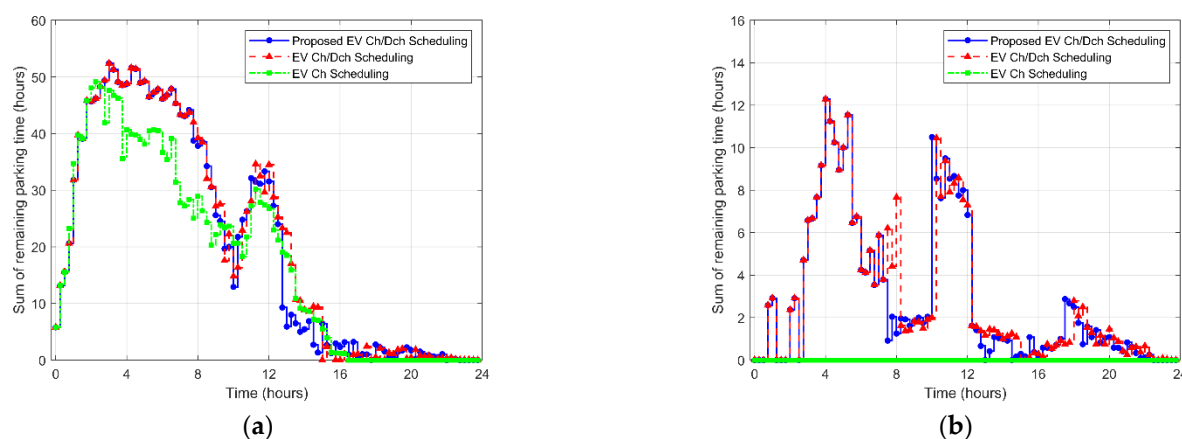 60
50
40
30
20
10
0
Sum of remaining parking time (hours)
0 4 8 12 16 20 24
Time (hours)
Proposed EV Ch/Dch Scheduling
EV Ch/Dch Scheduling
EV Ch Scheduling
(a)
16
14
12
10
8
6
4
2
0
Sum of remaining parking time (hours)
0 4 8 12 16 20 24
Time (hours)
Proposed EV Ch/Dch Scheduling
EV Ch/Dch Scheduling
EV Ch Scheduling
(b)